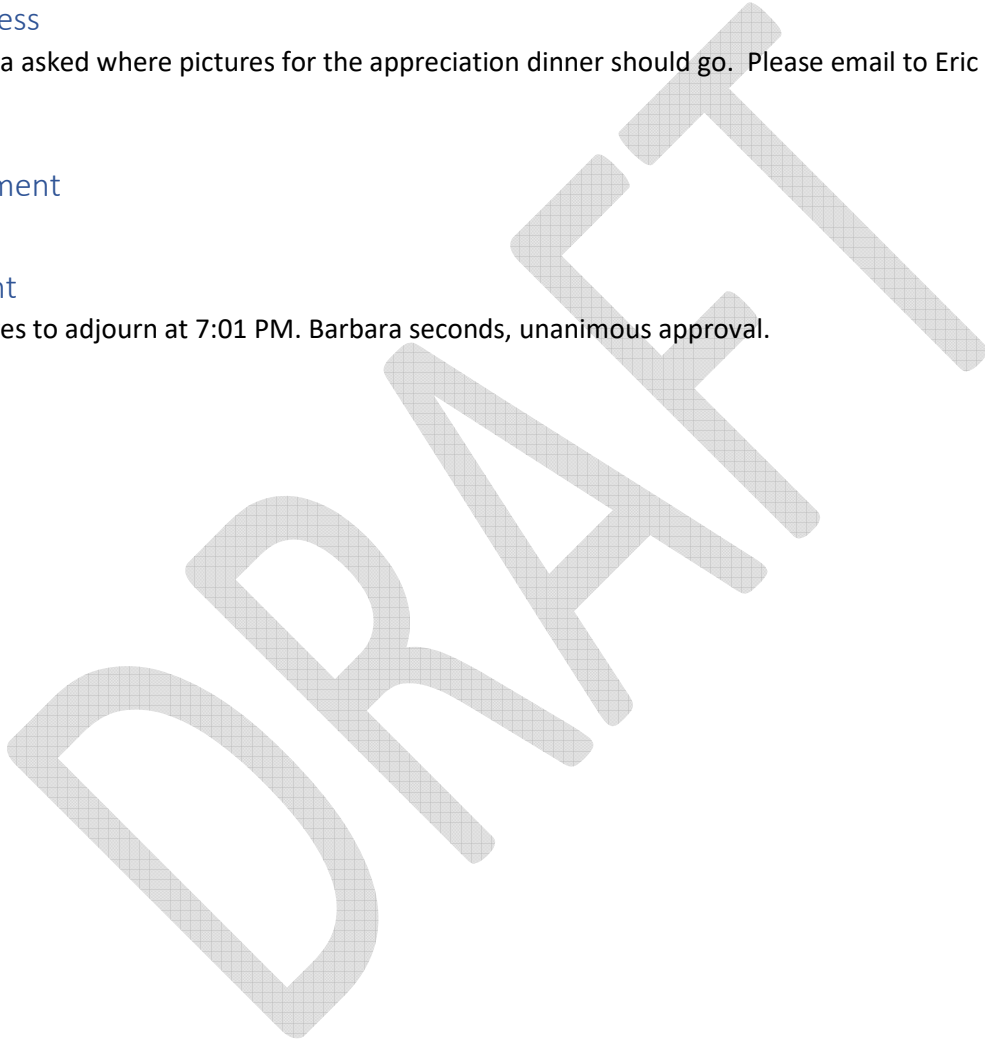 ess
a asked where pictures for the appreciation dinner should go.  Please email to Eric
ment
nt
es to adjourn at 7:01 PM. Barbara seconds, unanimous approval.
DRAFT